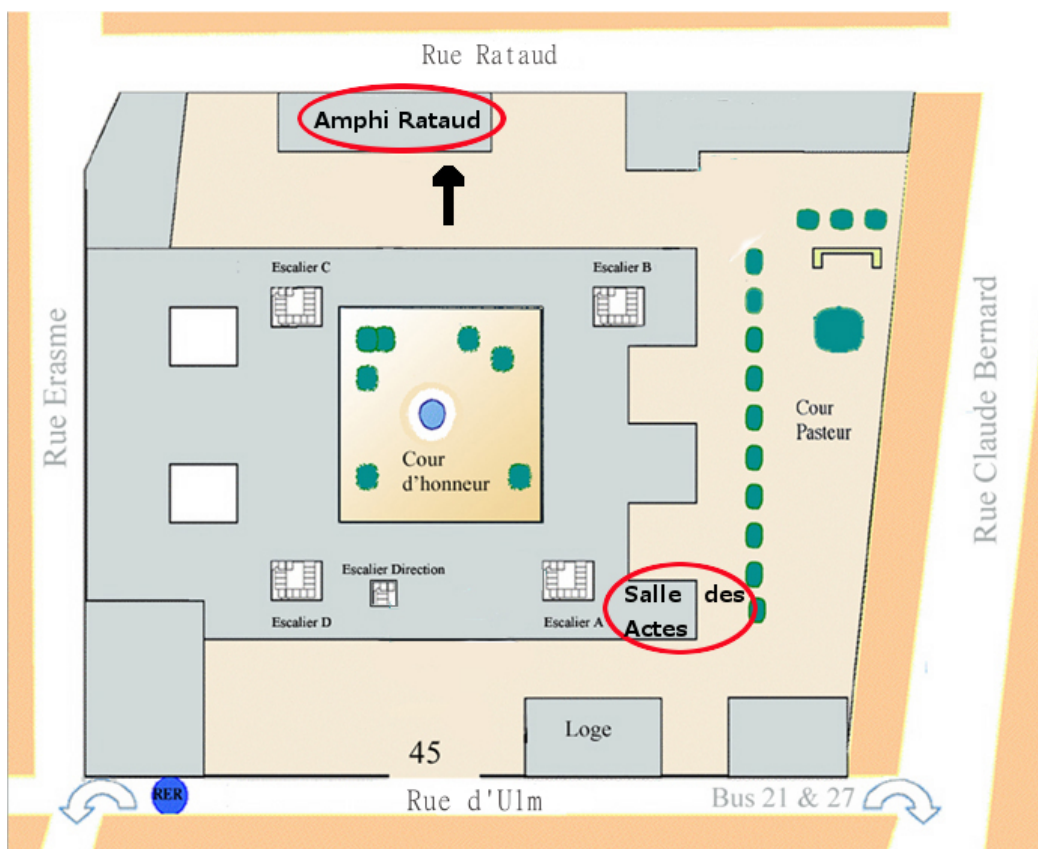 Rue Rataud
Amphi Rataud
Escalier C
Escalier B
Rue Erasme
Cour
d'honneur
Cour
Pasteur
Rue Claude Bernard
Escalier Direction
Escalier D
Escalier A
Salle des
Actes
Loge
45
RER
Rue d'Ulm
Bus 21 & 27